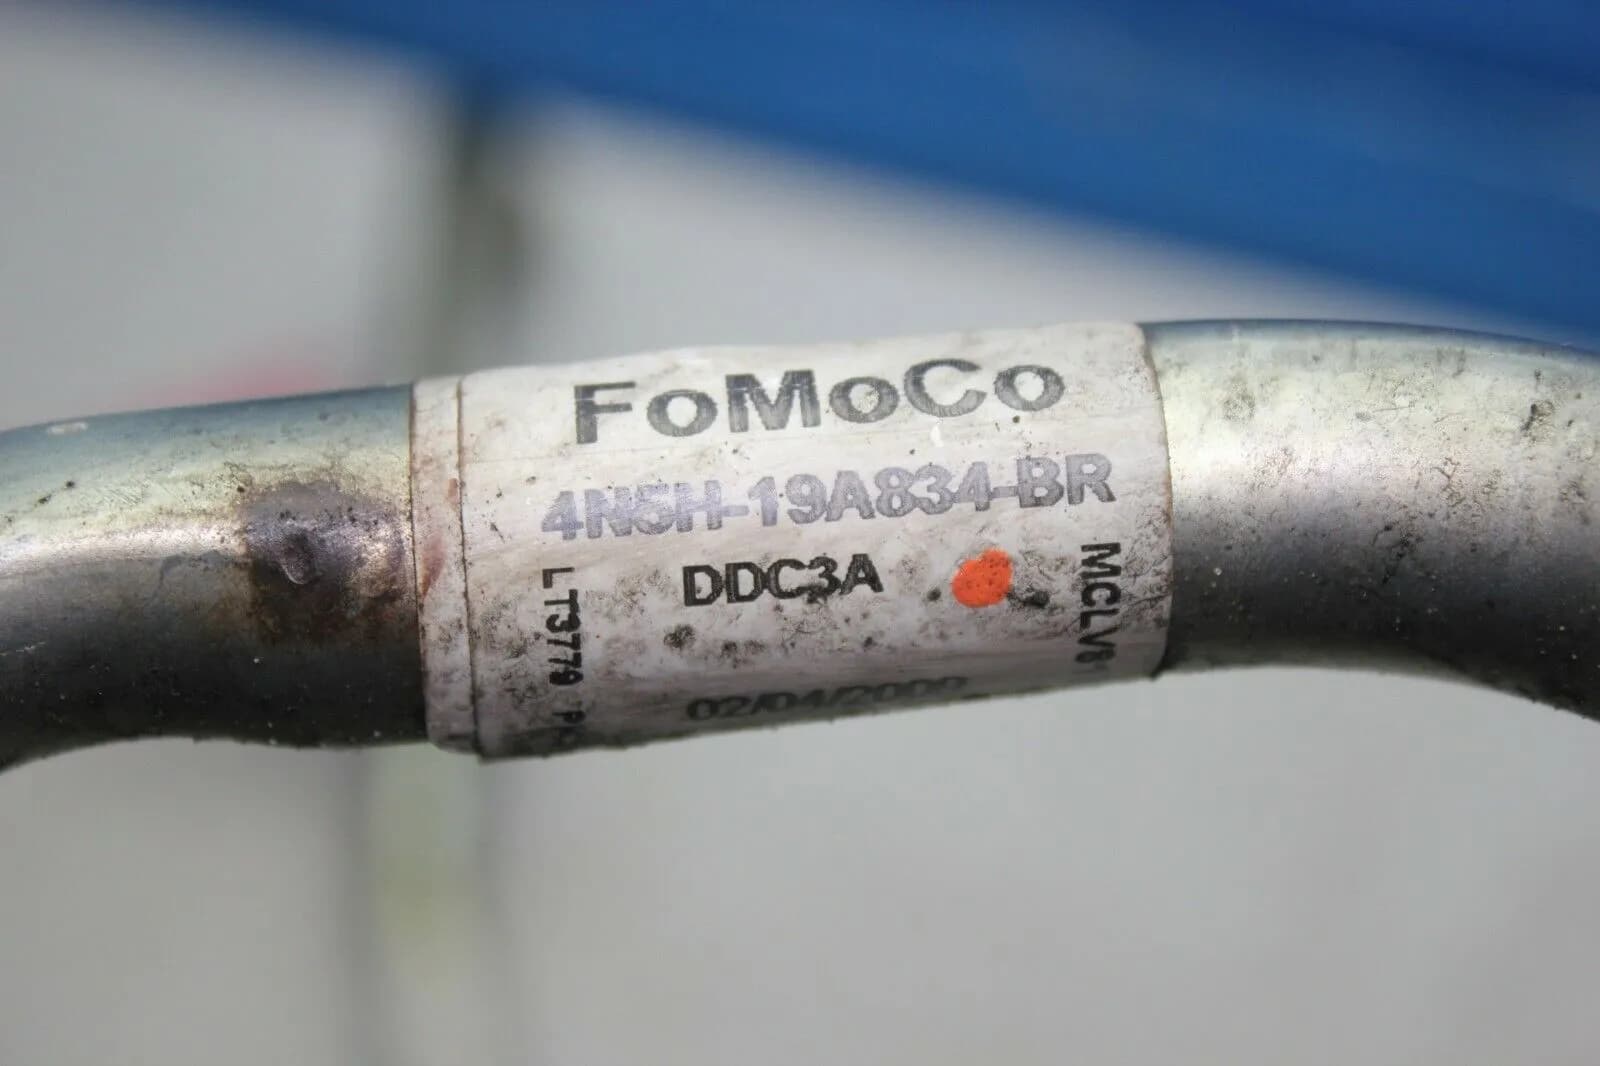 FoMoCo
4N5H-19A834-BR
DDC3A
LT3779